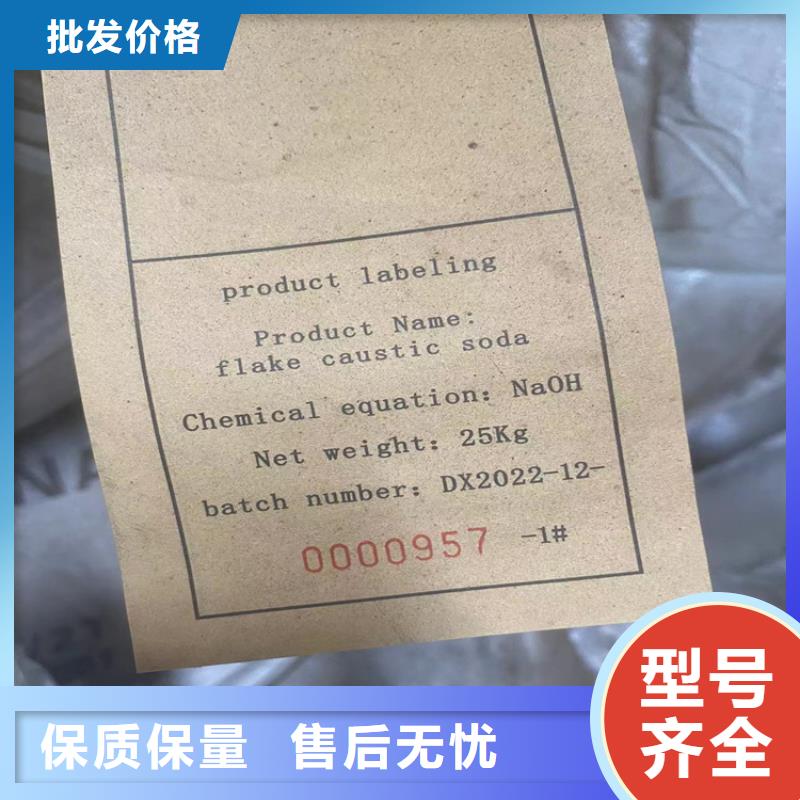 批发价格
product labeling
Product Name:
flake caustic soda
Chemical equation: NaOH
Net weight: 25Kg
batch number: DX2022-12-
0000957 -1#
型号
齐全
保质保量 售后无忧